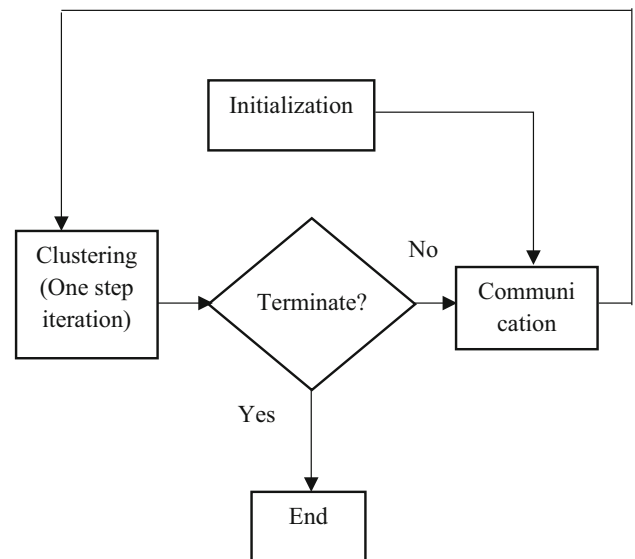 Initialization
Clustering
(One step
iteration)
Terminate?
No
Communi
cation
Yes
End